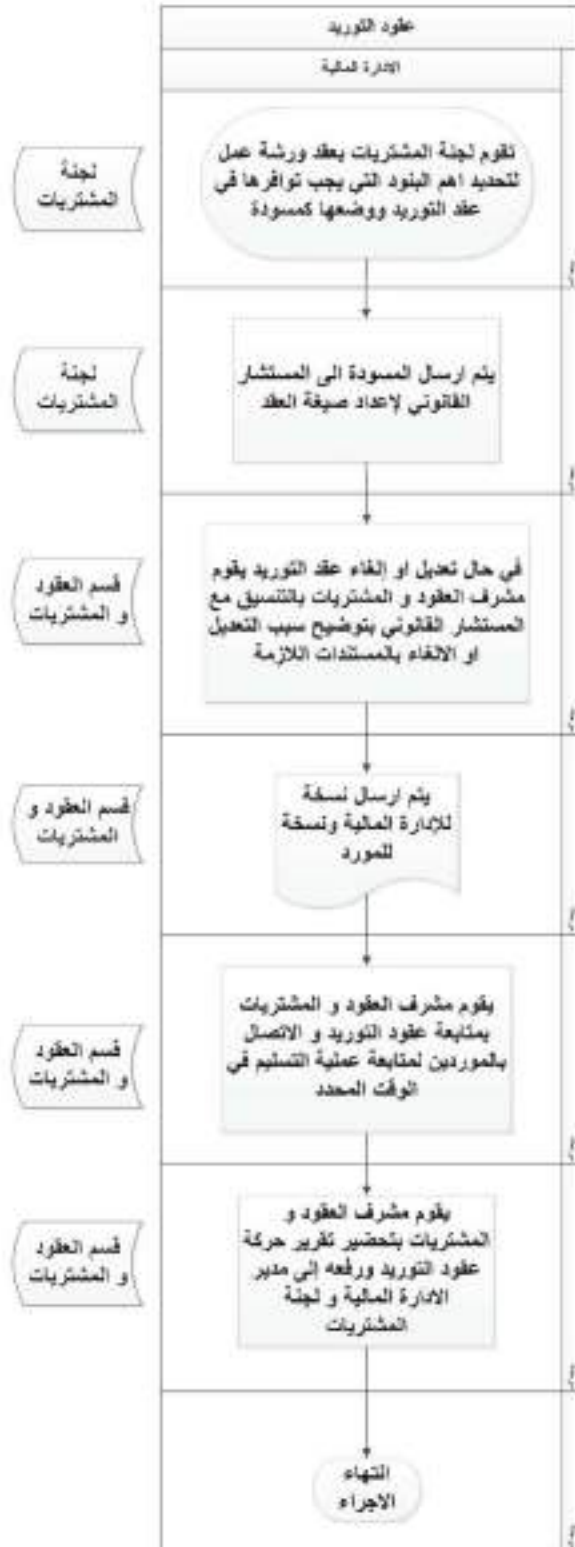 عقود التوريد
الادارة المالية
تقوم لجنة المشتريات بعقد ورشة عمل
لتحديد اهم البنود التي يجب توافرها في
عقد التوريد ووضعها كمسودة
لجنة
المشتريات
يتم ارسال المسودة الى المستشار
القانوني لإعداد صيغة العقد
لجنة
المشتريات
في حال تعديل او إلغاء عقد التوريد يقوم
مشرف العقود و المشتريات بالتنسيق مع
المستشار القانوني بتوضيح سبب التعديل
او الالغاء بالمستندات اللازمة
قسم العقود
و المشتريات
يتم ارسال نسخة
للإدارة المالية ونسخة
للمورد
قسم العقود و
المشتريات
يقوم مشرف العقود و المشتريات
بمتابعة عقود التوريد و الاتصال
بالموردين لمتابعة عملية التسليم في
الوقت المحدد
قسم العقود
و المشتريات
يقوم مشرف العقود و
المشتريات بتحضير تقرير حركة
عقود التوريد ورفعه إلى مدير
الادارة المالية و لجنة
المشتريات
قسم العقود
و المشتريات
انتهاء
الاجراء